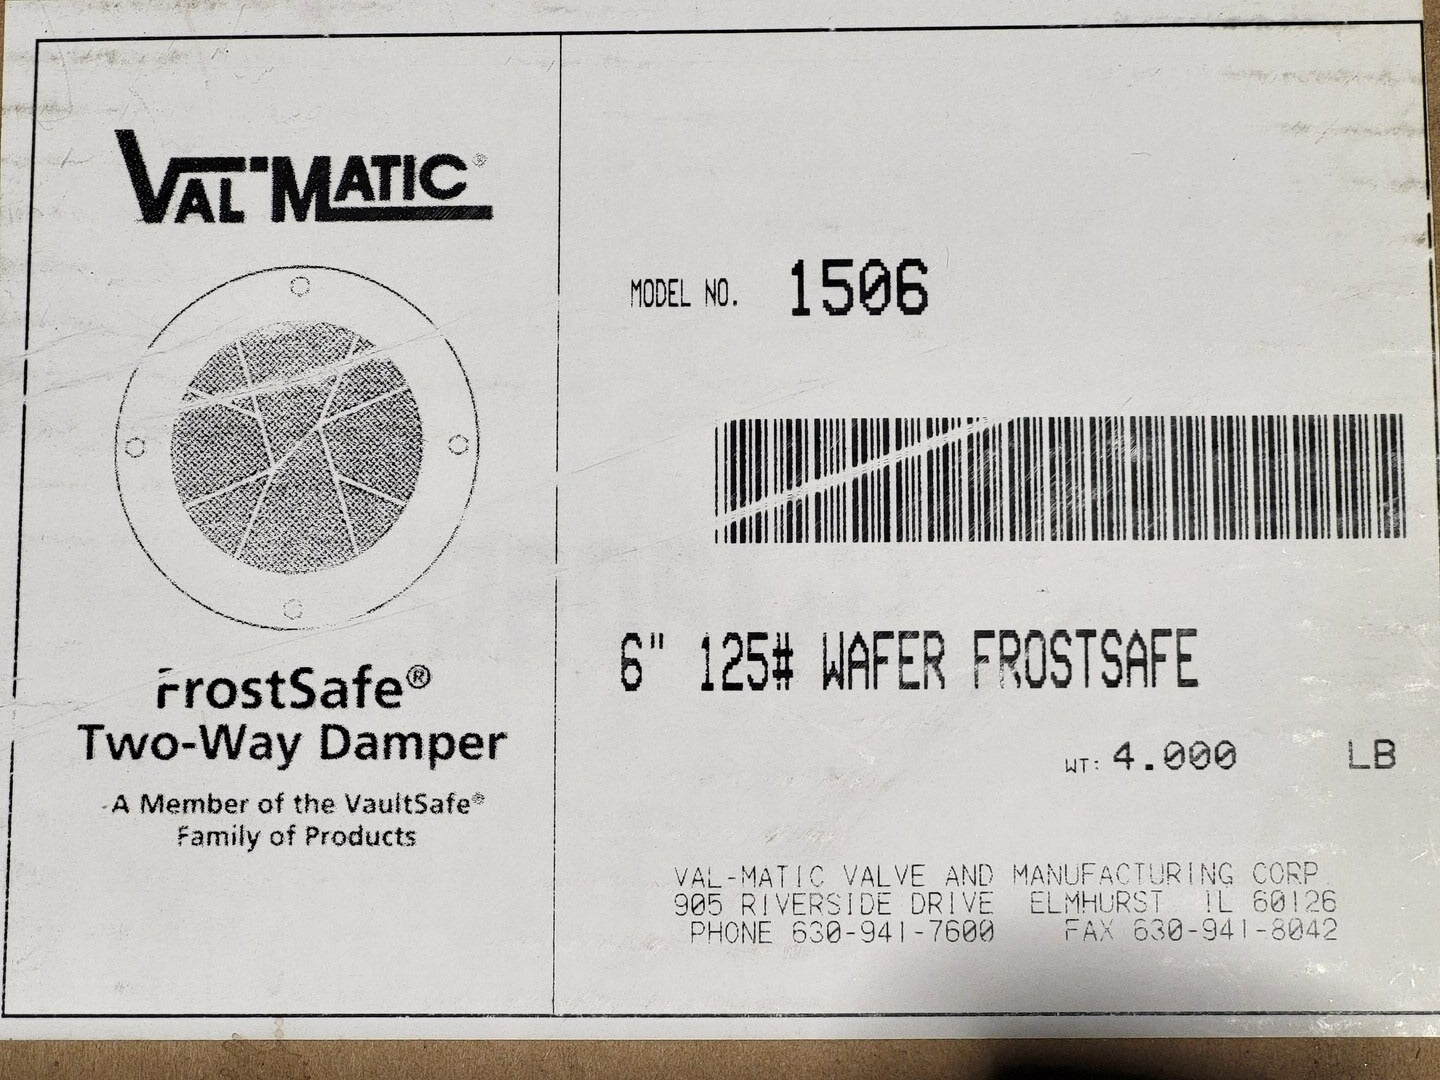 VAL-MATIC®
FrostSafe®
Two-Way Damper
A Member of the VaultSafe®
Family of Products
MODEL NO. 1506
6" 125# WAFER FROSTSAFE
WT: 4.000 LB
VAL-MATIC VALVE AND MANUFACTURING CORP
905 RIVERSIDE DRIVE ELMHURST IL 60126
PHONE 630-941-7600 FAX 630-941-8042